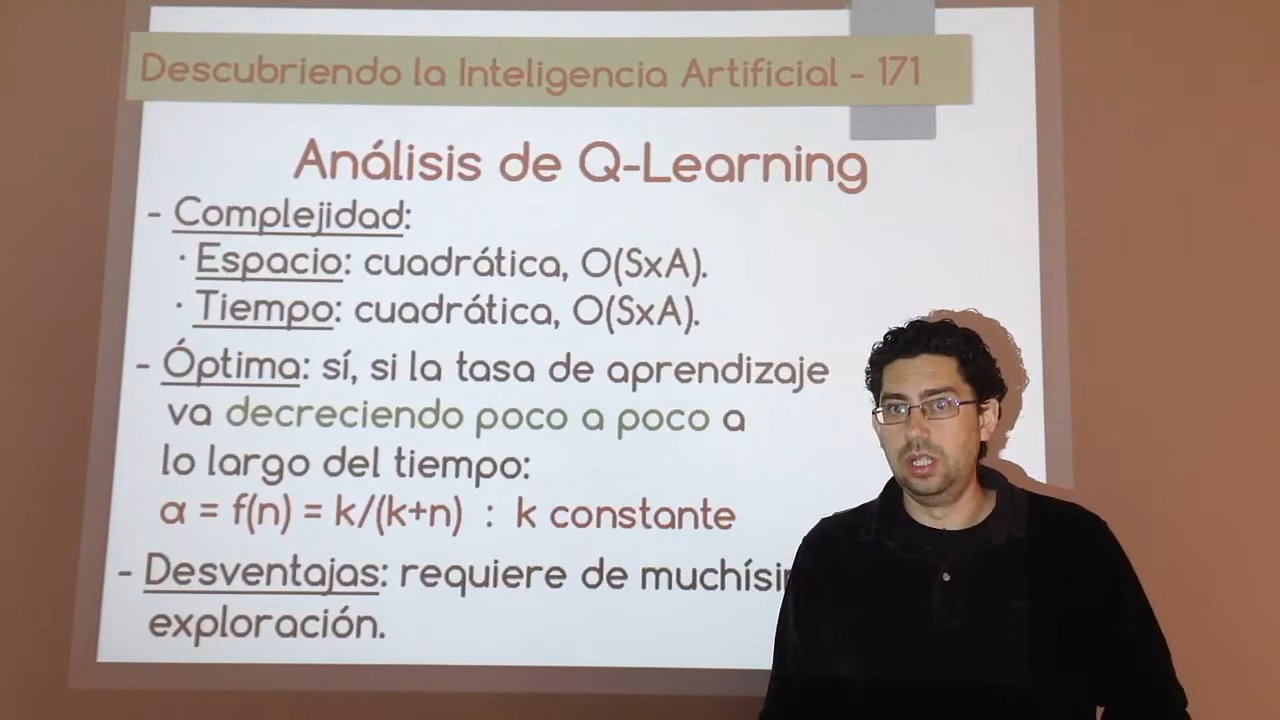 Descubriendo la Inteligencia Artificial - 171
Análisis de Q-Learning
- Complejidad:
· Espacio: cuadrática, O(SxA).
· Tiempo: cuadrática, O(SxA).
- Óptima: sí, si la tasa de aprendizaje
va decreciendo poco a poco a
lo largo del tiempo:
α = f(n) = k/(k+n) : k constante
- Desventajas: requiere de
exploración.